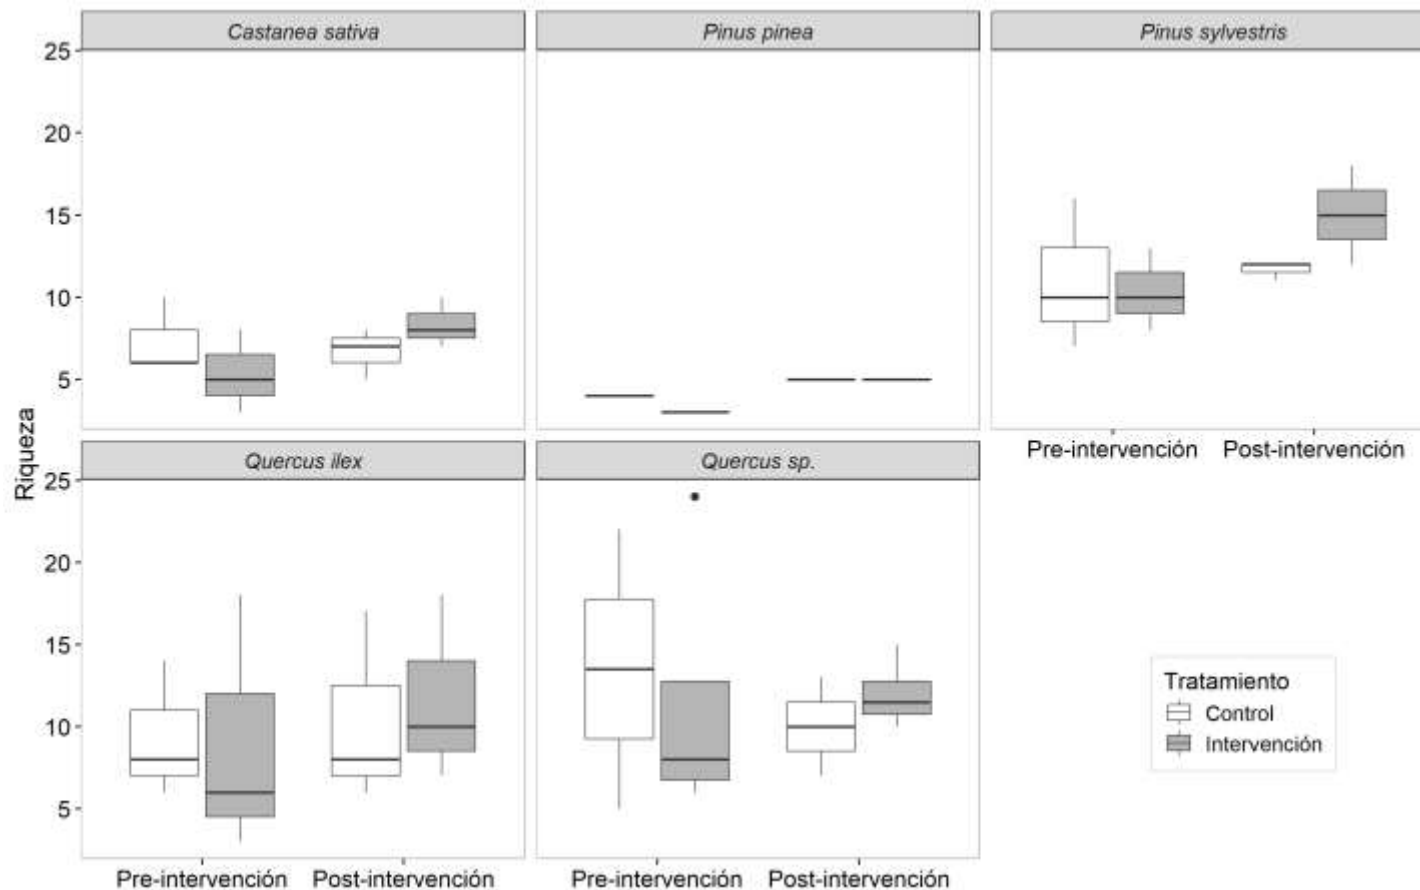 Castanea sativa
Pinus pinea
Pinus sylvestris
25
20
15
10
5
Pre-intervención
Post-intervención
Riqueza
Quercus ilex
Quercus sp.
25
20
15
10
5
Pre-intervención
Post-intervención
Pre-intervención
Post-intervención
Tratamiento
Control
Intervención